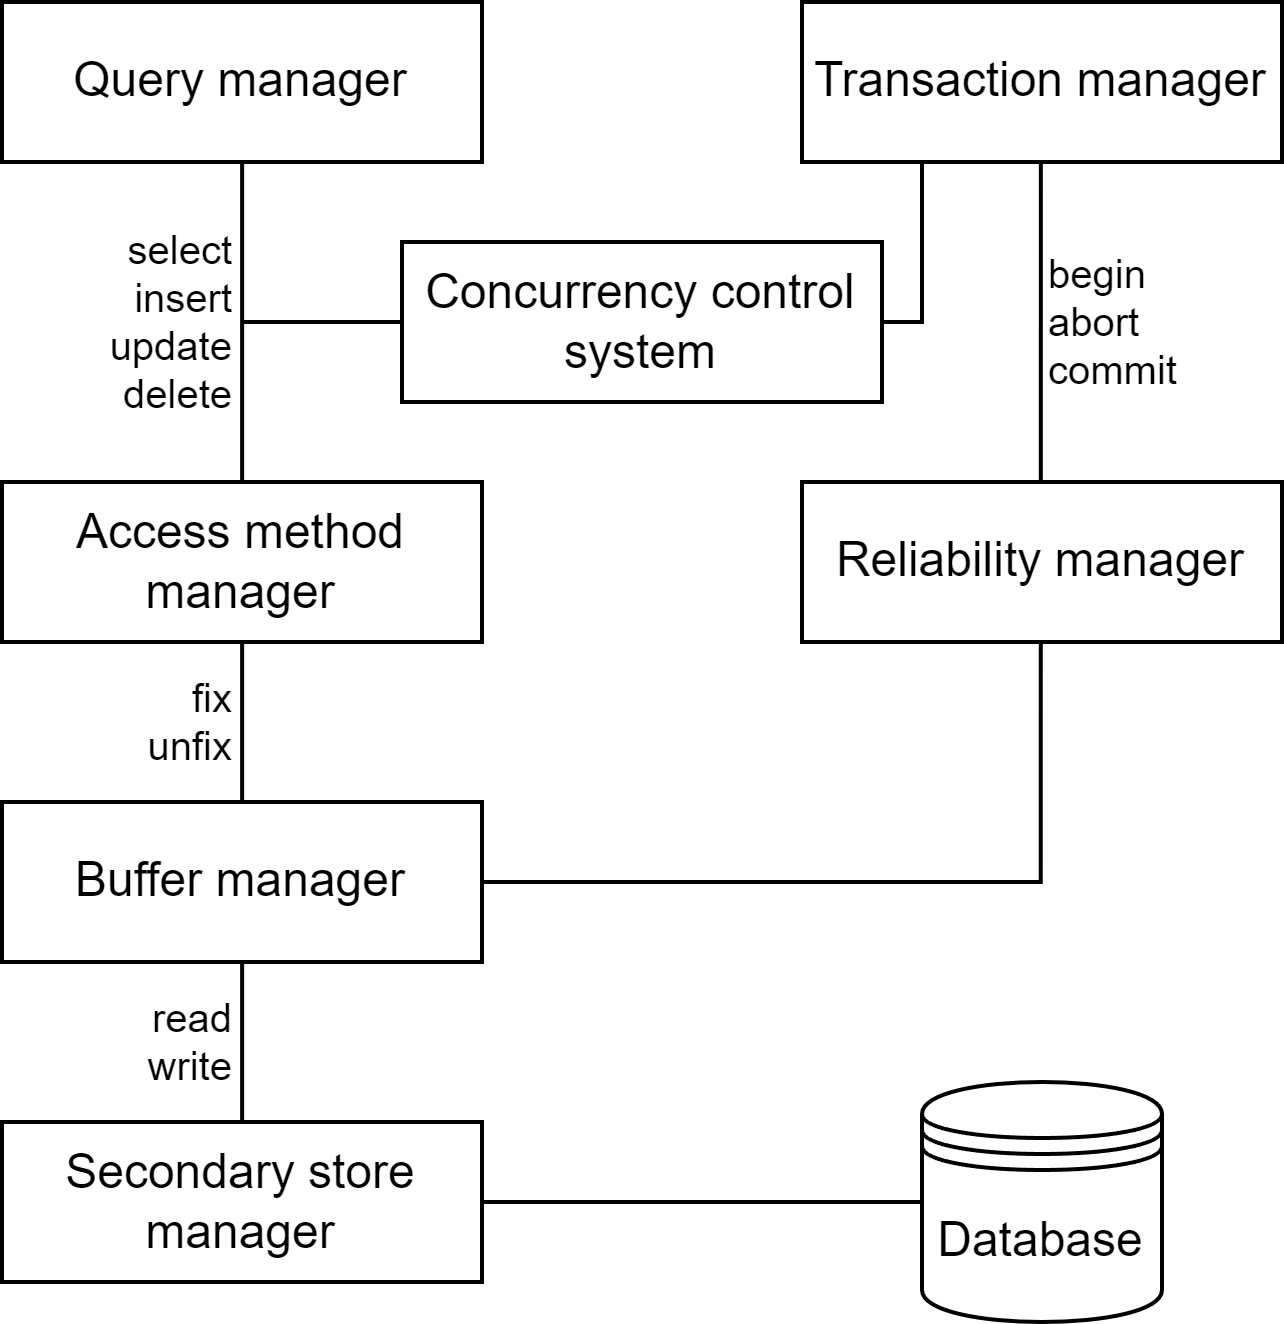 Query manager
Transaction manager
select
insert
update
delete
Concurrency control
system
begin
abort
commit
Access method
manager
Reliability manager
fix
unfix
Buffer manager
read
write
Secondary store
manager
Database